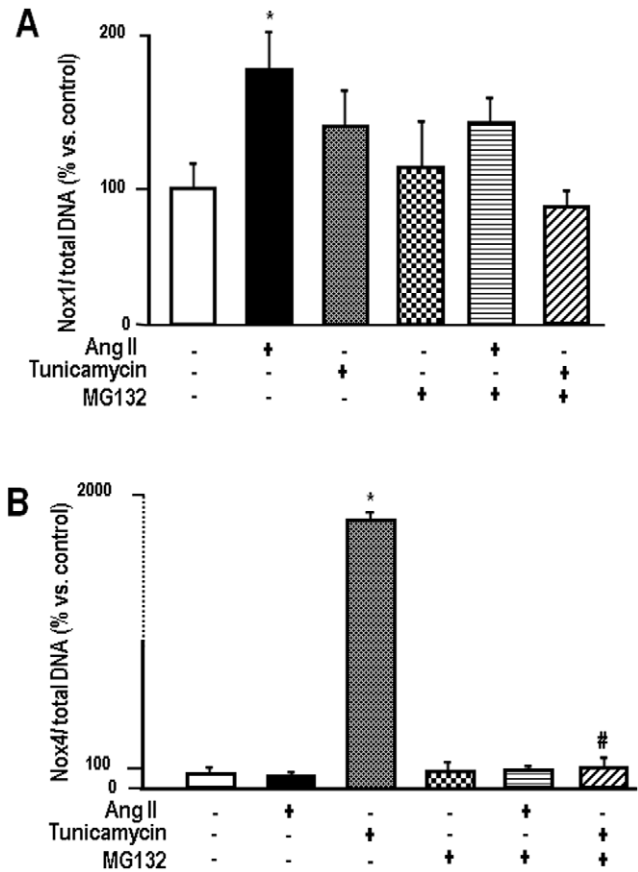 A
Nox1/ total DNA (% vs. control)
200
*
100
0
Ang II - + - - + -
Tunicamycin - - + - - +
MG132 - - - + + +
B
Nox4/ total DNA (% vs. control)
2000
*
#
100
0
Ang II - + - - + -
Tunicamycin - - + - - +
MG132 - - - + + +